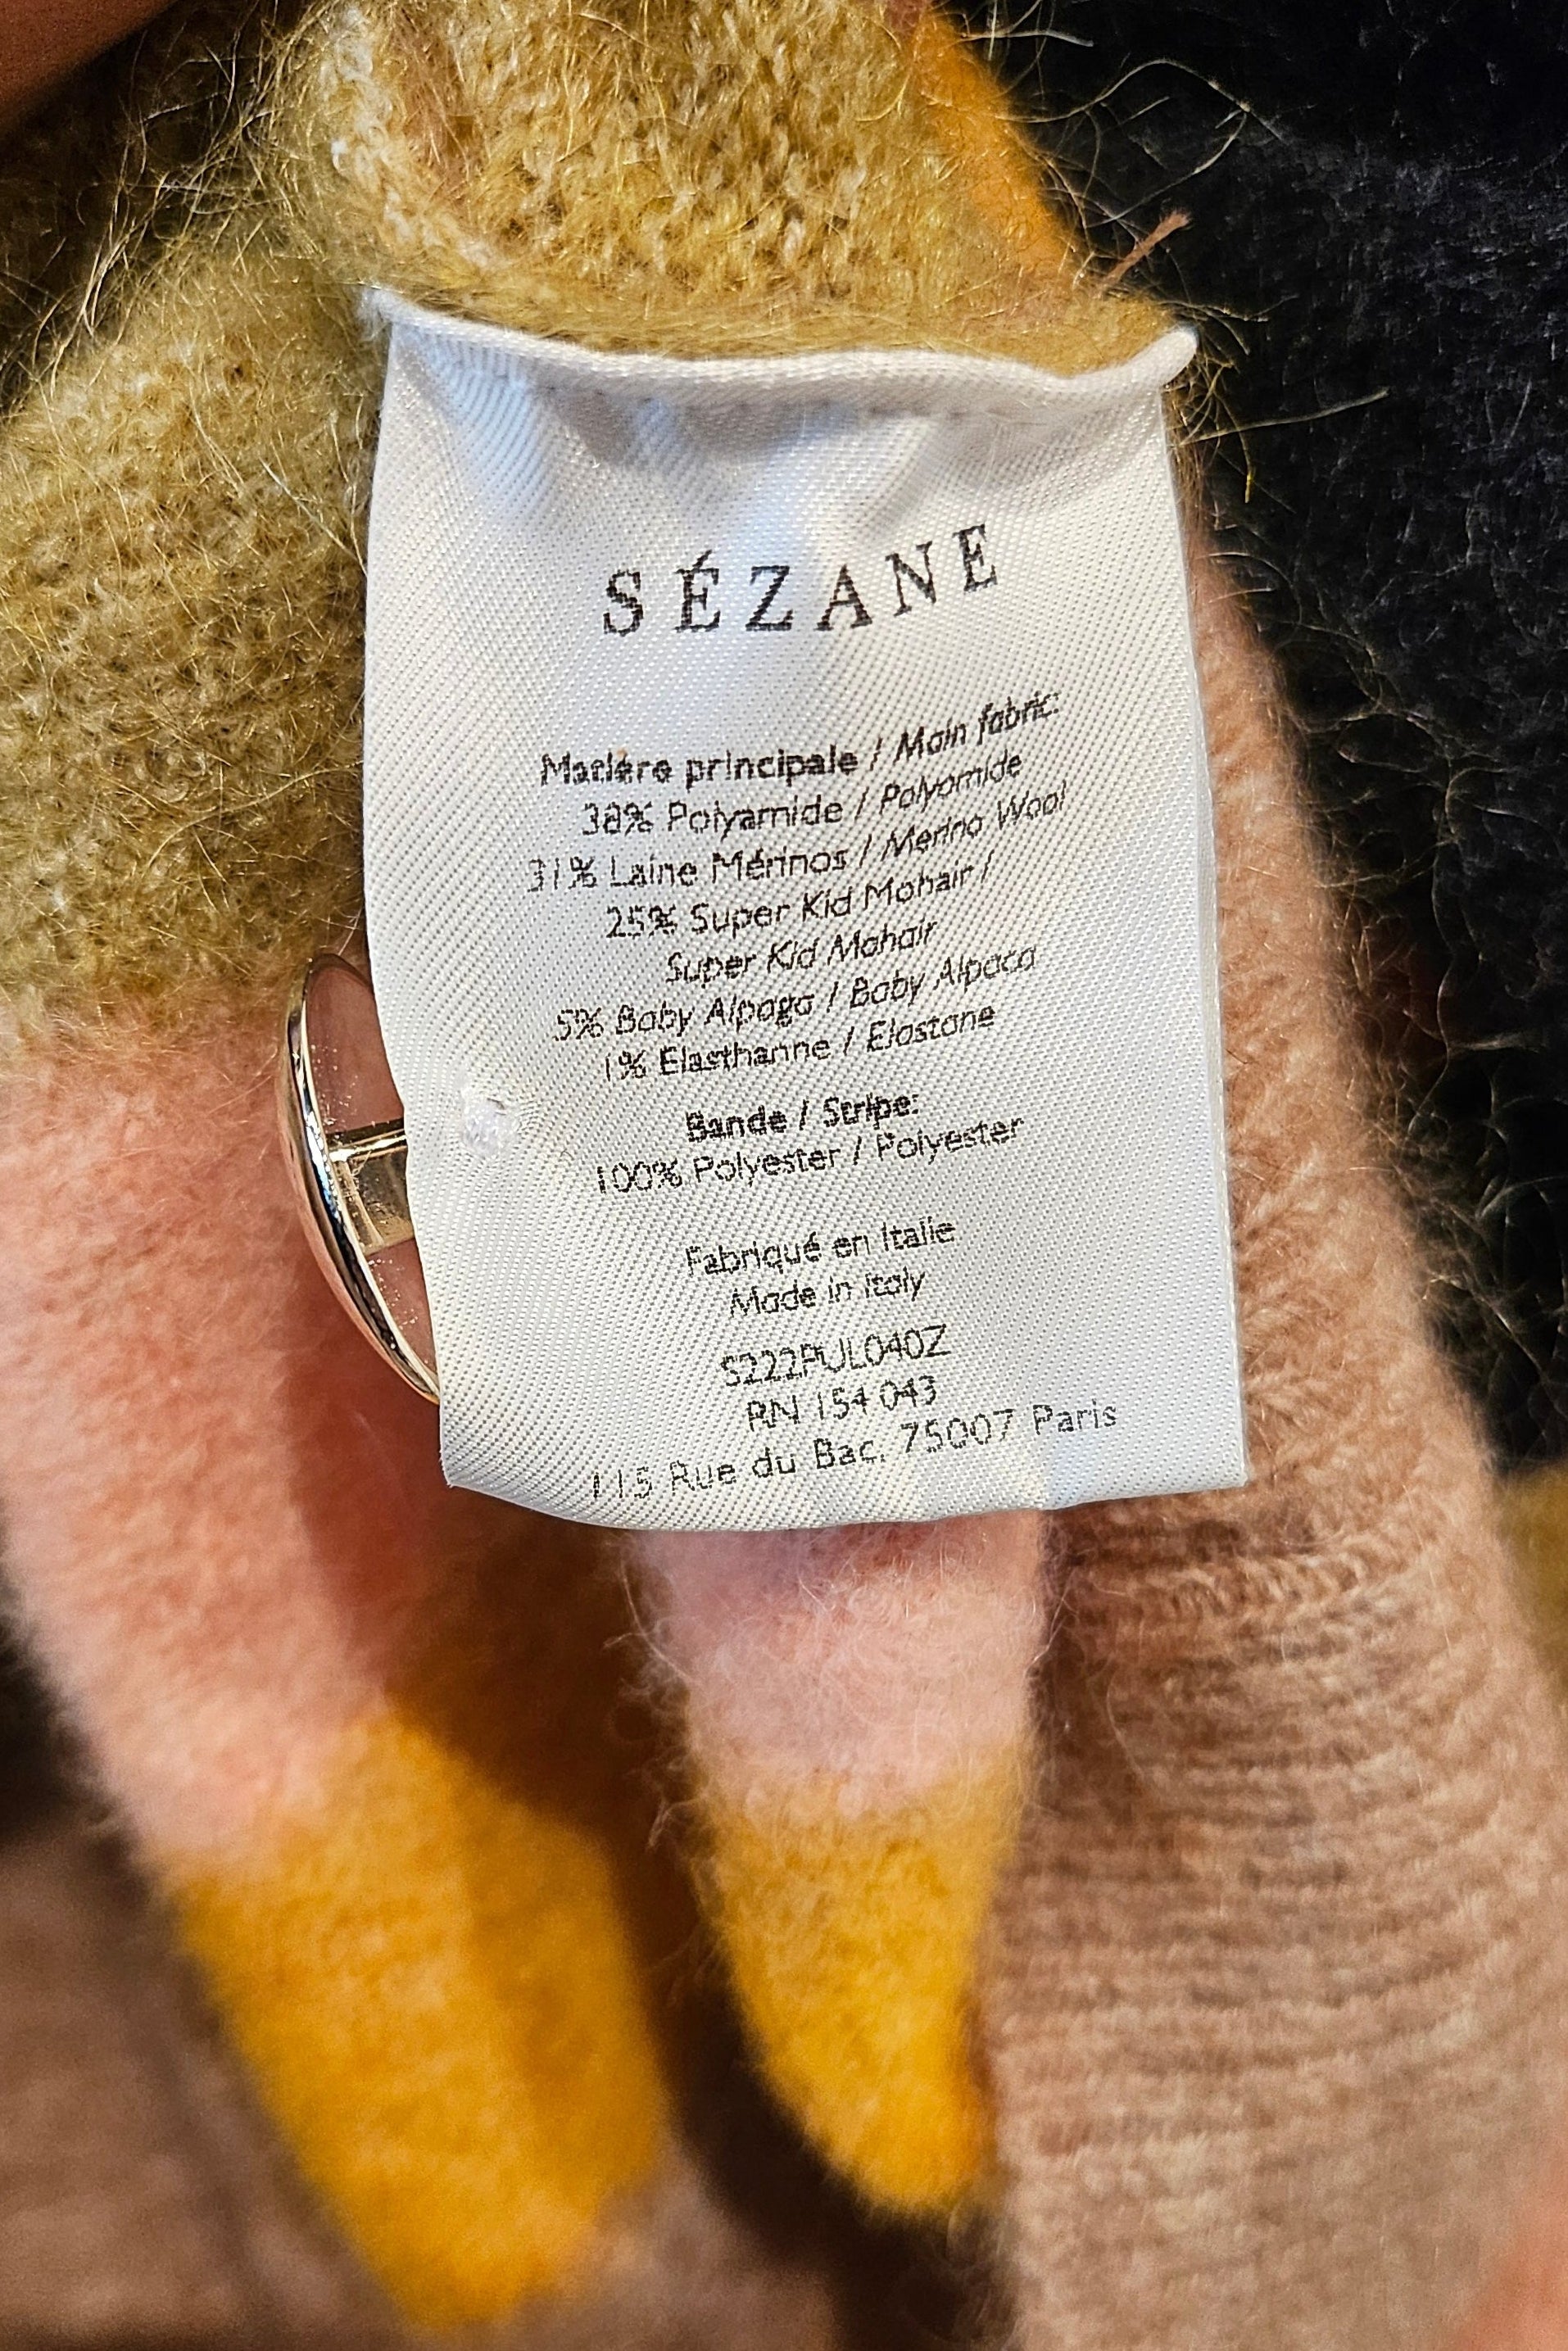 SÉZANE
Matière principale / Main fabric:
38% Polyamide / Polyamide
31% Laine Mérinos / Merino Wool
25% Super Kid Mohair /
Super Kid Mohair
5% Baby Alpaga / Baby Alpaca
1% Elasthanne / Elastane
Bande / Stripe:
100% Polyester / Polyester
Fabriqué en Italie
Made in Italy
S222PUL040Z
RN 154 043
115 Rue du Bac, 75007 Paris